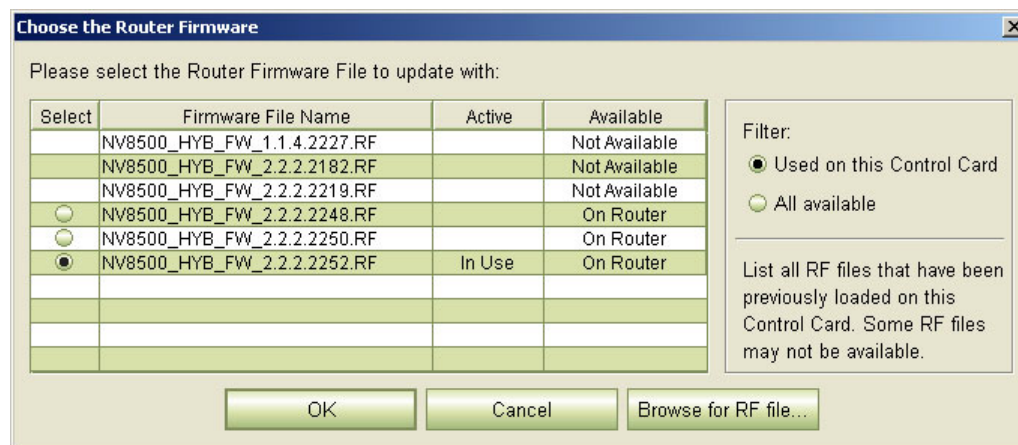 Choose the Router Firmware
Please select the Router Firmware File to update with:
Select Firmware File Name Active Available
NV8500_HYB_FW_1.1.4.2227.RF Not Available
NV8500_HYB_FW_2.2.2.2182.RF Not Available
NV8500_HYB_FW_2.2.2.2219.RF Not Available
NV8500_HYB_FW_2.2.2.2248.RF On Router
NV8500_HYB_FW_2.2.2.2250.RF On Router
NV8500_HYB_FW_2.2.2.2252.RF In Use On Router
Filter:
Used on this Control Card
All available
List all RF files that have been
previously loaded on this
Control Card. Some RF files
may not be available.
OK Cancel Browse for RF file...